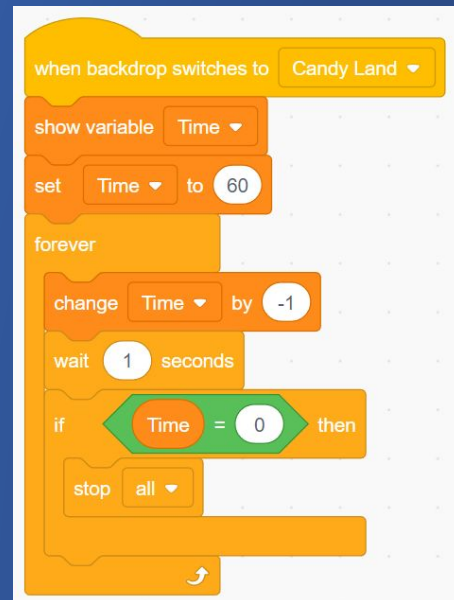 when backdrop switches to Candy Land
show variable Time
set Time to 60
forever
change Time by -1
wait 1 seconds
if Time = 0 then
stop all